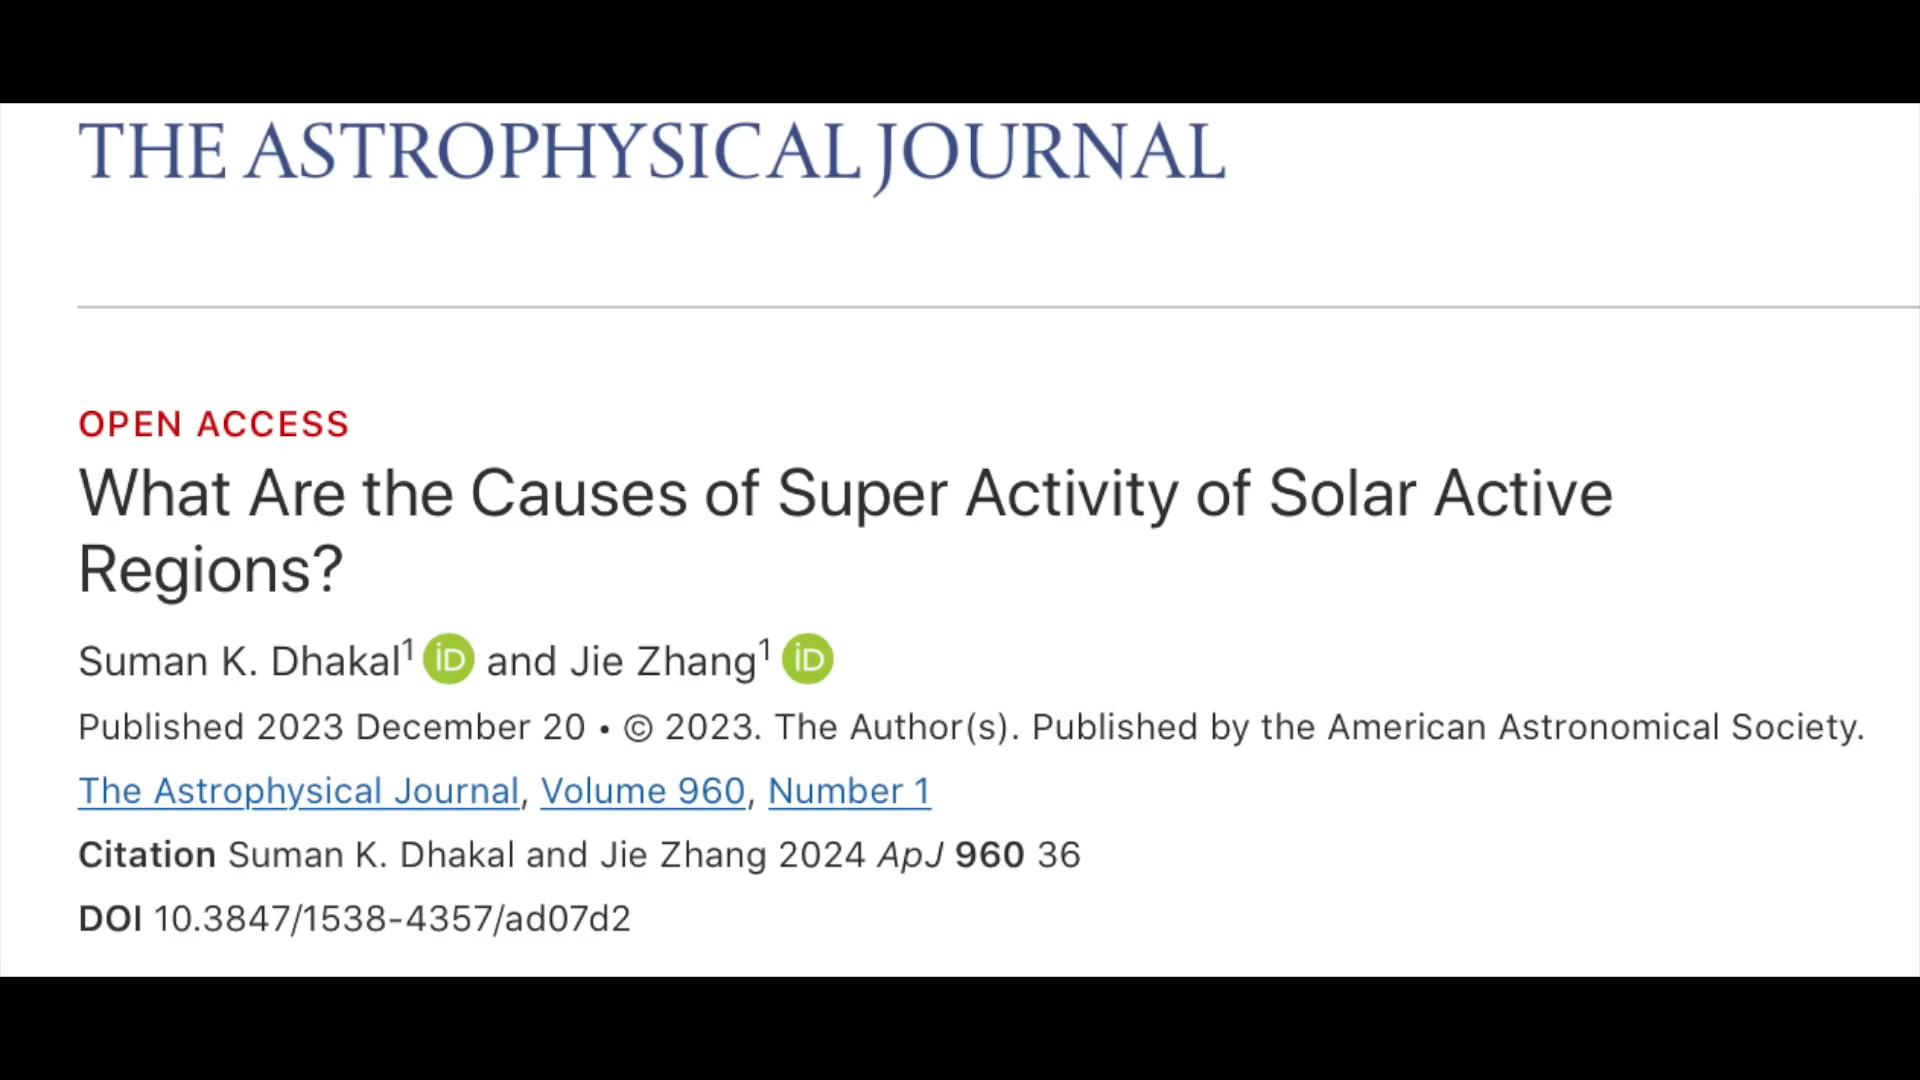 THE ASTROPHYSICAL JOURNAL
OPEN ACCESS
What Are the Causes of Super Activity of Solar Active
Regions?
Suman K. Dhakal¹ iD and Jie Zhang¹ iD
Published 2023 December 20 • © 2023. The Author(s). Published by the American Astronomical Society.
The Astrophysical Journal, Volume 960, Number 1
Citation Suman K. Dhakal and Jie Zhang 2024 ApJ 960 36
DOI 10.3847/1538-4357/ad07d2